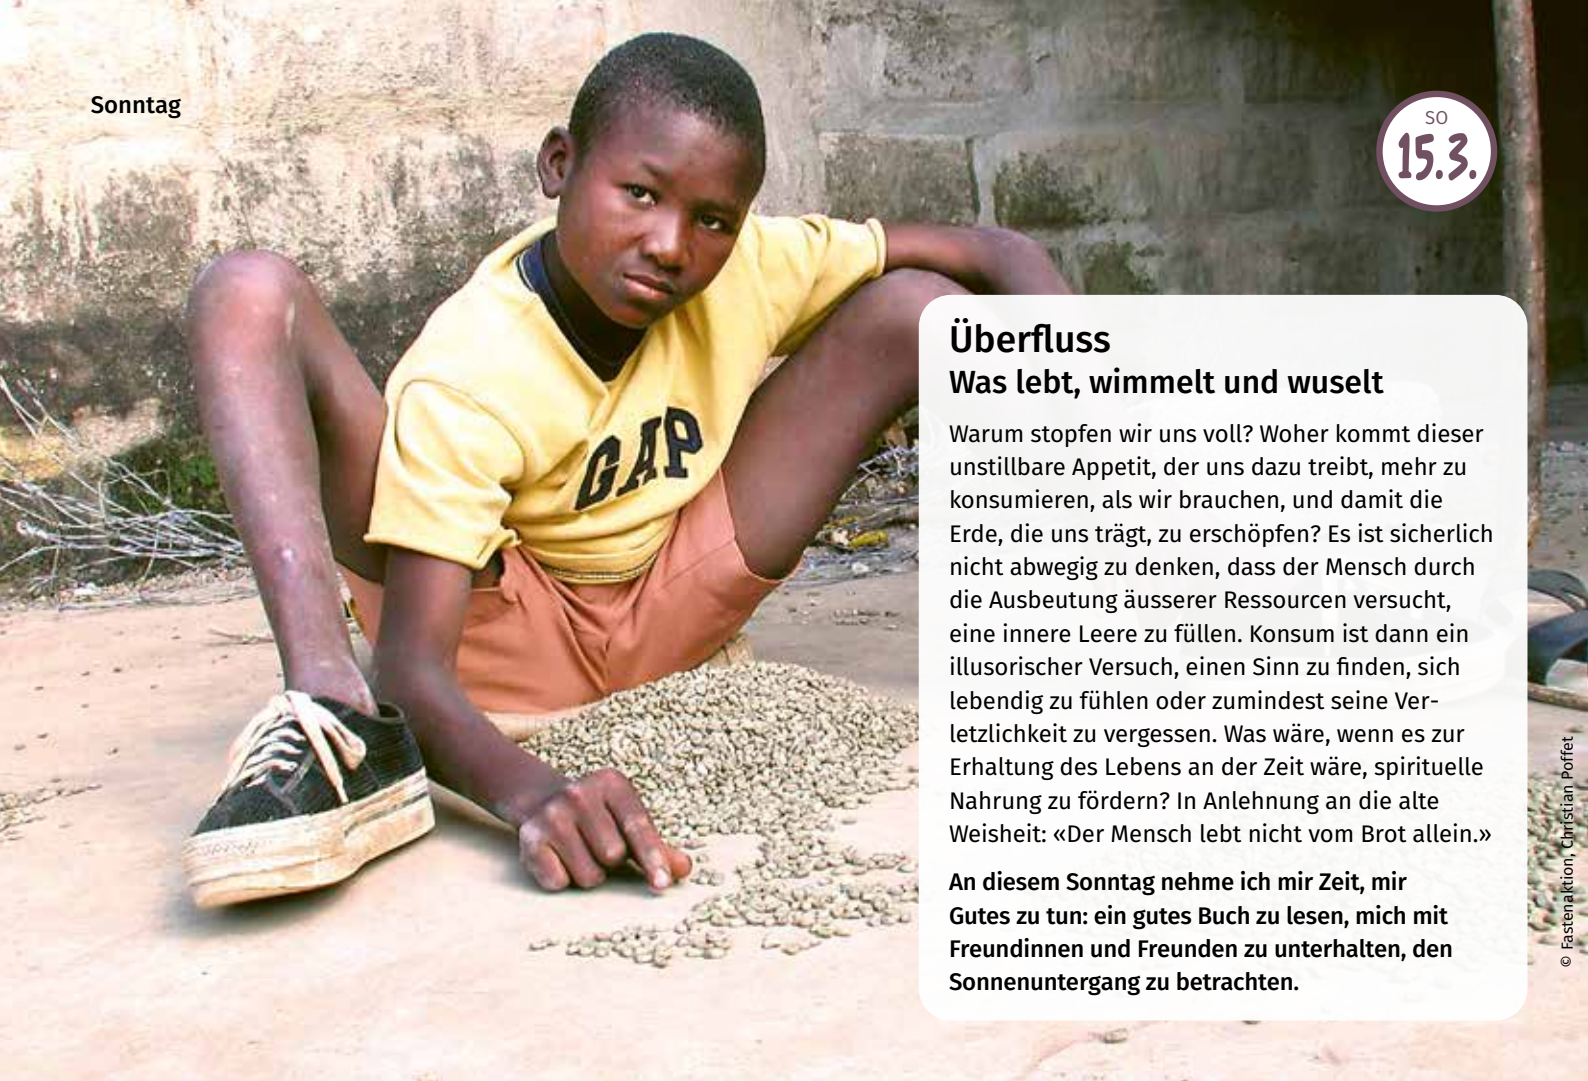 Sonntag
SO
15.3.
GAP
Überfluss
Was lebt, wimmelt und wuselt
Warum stopfen wir uns voll? Woher kommt dieser
unstillbare Appetit, der uns dazu treibt, mehr zu
konsumieren, als wir brauchen, und damit die
Erde, die uns trägt, zu erschöpfen? Es ist sicherlich
nicht abwegig zu denken, dass der Mensch durch
die Ausbeutung äusserer Ressourcen versucht,
eine innere Leere zu füllen. Konsum ist dann ein
illusorischer Versuch, einen Sinn zu finden, sich
lebendig zu fühlen oder zumindest seine Ver-
letzlichkeit zu vergessen. Was wäre, wenn es zur
Erhaltung des Lebens an der Zeit wäre, spirituelle
Nahrung zu fördern? In Anlehnung an die alte
Weisheit: «Der Mensch lebt nicht vom Brot allein.»
An diesem Sonntag nehme ich mir Zeit, mir
Gutes zu tun: ein gutes Buch zu lesen, mich mit
Freundinnen und Freunden zu unterhalten, den
Sonnenuntergang zu betrachten.
© Fastenaktion, Christian Poffet